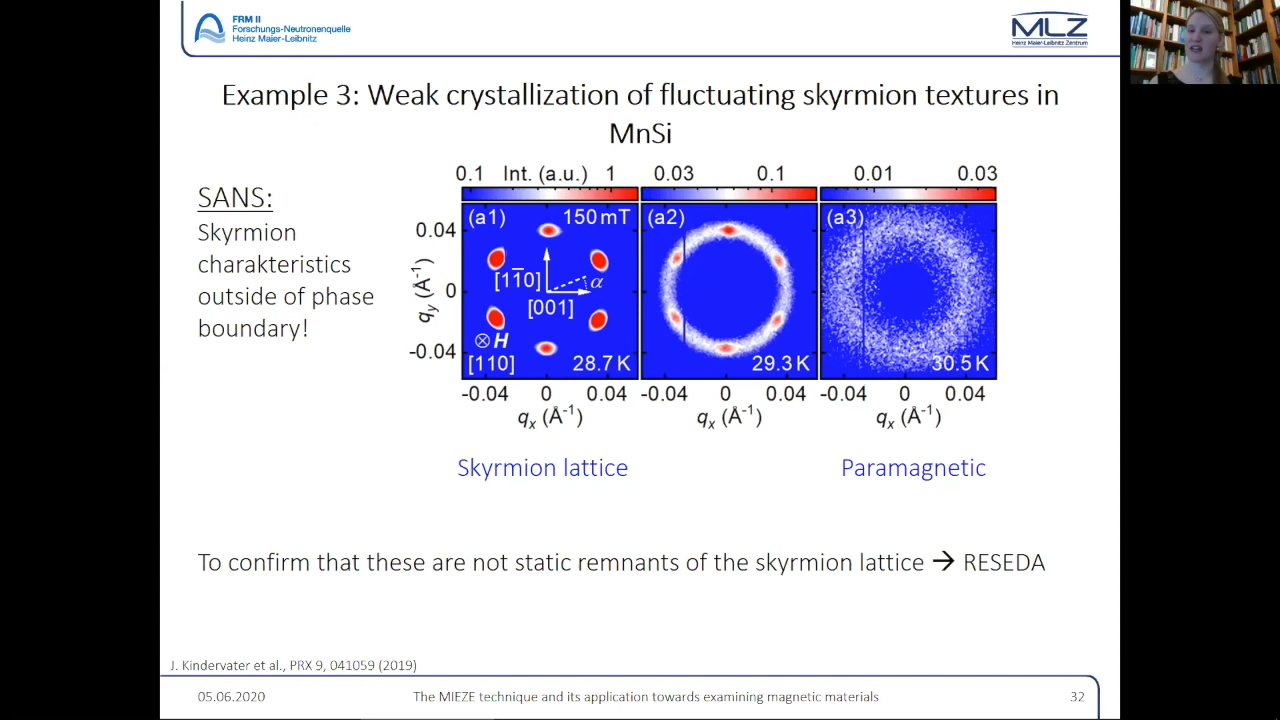 FRM II
Forschungs-Neutronenquelle
Heinz Maier-Leibnitz
MLZ
Heinz Maier-Leibnitz Zentrum
Example 3: Weak crystallization of fluctuating skyrmion textures in
MnSi
SANS:
Skyrmion
charakteristics
outside of phase
boundary!
0.1 Int. (a.u.) 1 0.03 0.1 0.01 0.03
(a1) 150 mT (a2) (a3)
0.04
[11̄0] α
0
[001]
⊗H
-0.04
[110] 28.7 K 29.3 K 30.5 K
qy (Å-1)
-0.04 0 0.04 -0.04 0 0.04 -0.04 0 0.04
qx (Å-1) qx (Å-1) qx (Å-1)
Skyrmion lattice Paramagnetic
To confirm that these are not static remnants of the skyrmion lattice → RESEDA
J. Kindervater et al., PRX 9, 041059 (2019)
05.06.2020 The MIEZE technique and its application towards examining magnetic materials 32